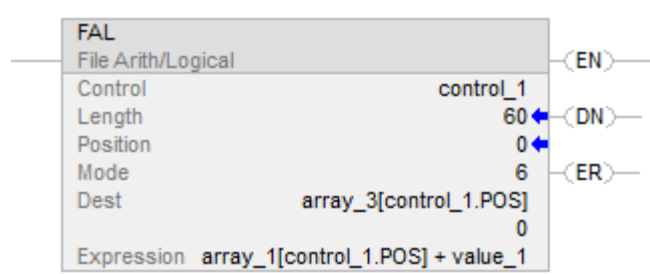 FAL
File Arith/Logical
EN
Control control_1
Length 60
DN
Position 0
Mode 6
ER
Dest array_3[control_1.POS]
0
Expression array_1[control_1.POS] + value_1